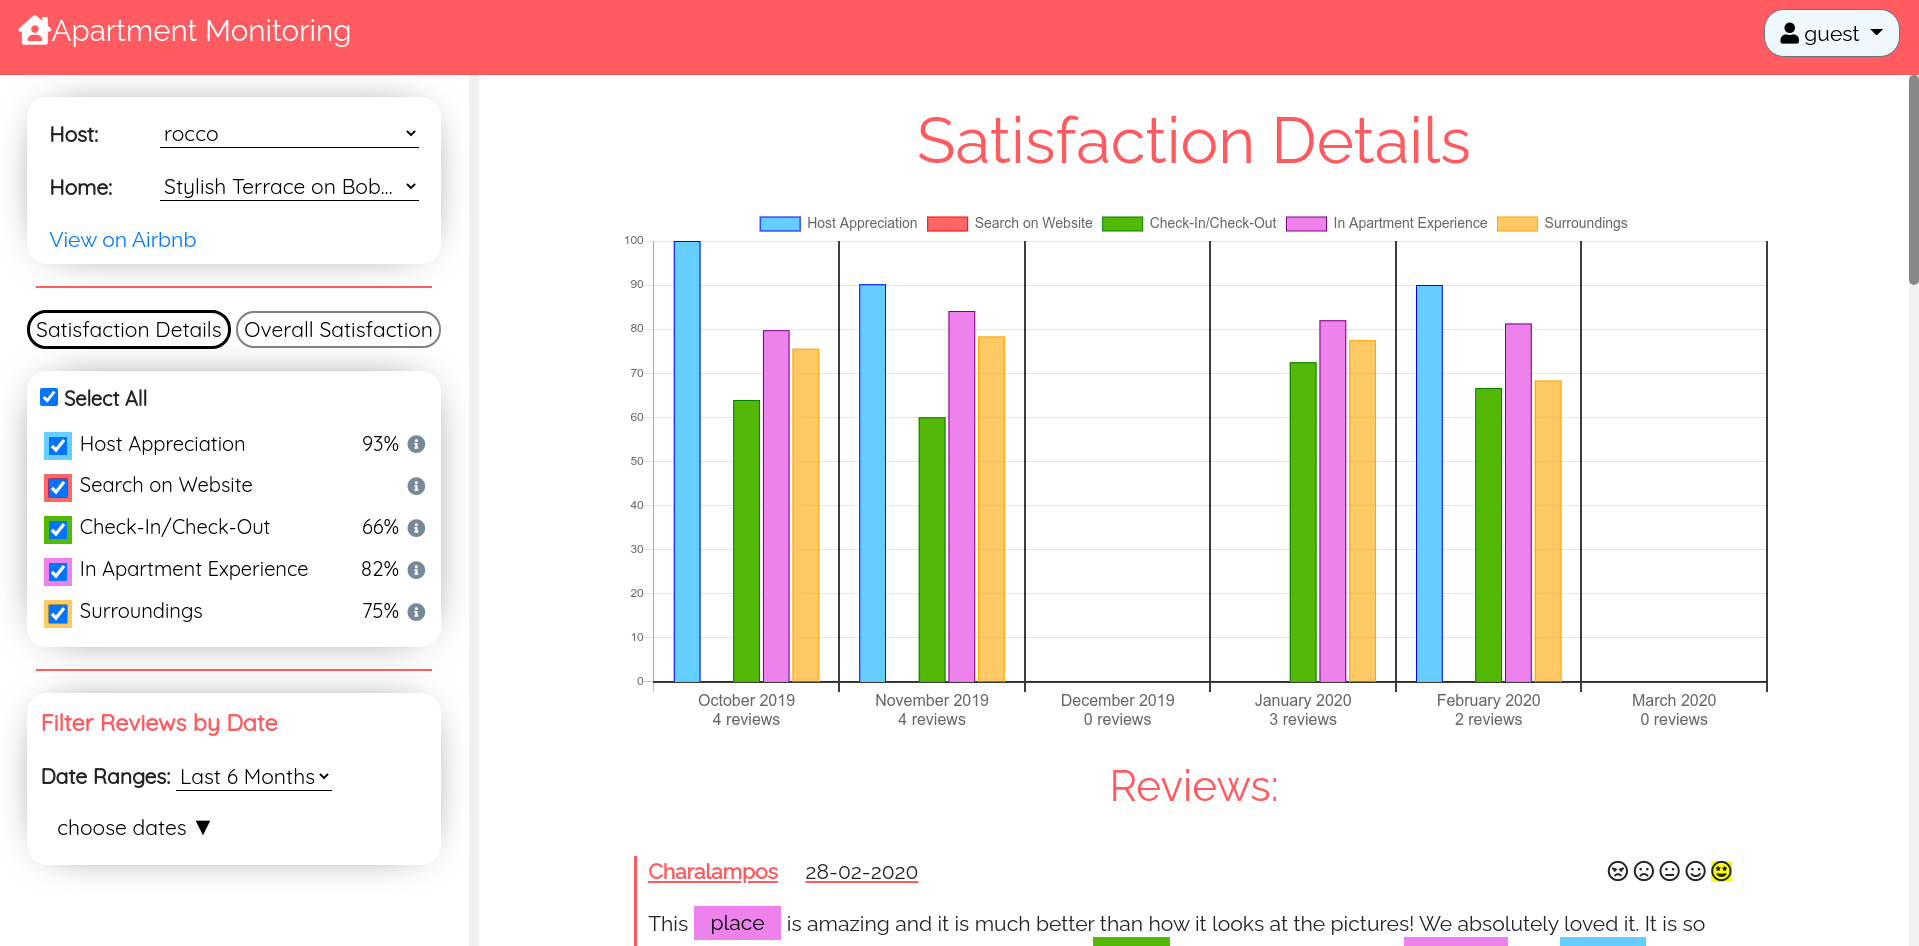 Apartment Monitoring
guest
Host:
rocco
Home:
Stylish Terrace on Bob...
View on Airbnb
Satisfaction Details
Overall Satisfaction
Select All
Host Appreciation 93%
Search on Website
Check-In/Check-Out 66%
In Apartment Experience 82%
Surroundings 75%
Filter Reviews by Date
Date Ranges: Last 6 Months
choose dates ▼
Satisfaction Details
Host Appreciation Search on Website Check-In/Check-Out In Apartment Experience Surroundings
100
90
80
70
60
50
40
30
20
10
0
October 2019 November 2019 December 2019 January 2020 February 2020 March 2020
4 reviews 4 reviews 0 reviews 3 reviews 2 reviews 0 reviews
Reviews:
Charalampos 28-02-2020
This place is amazing and it is much better than how it looks at the pictures! We absolutely loved it. It is so